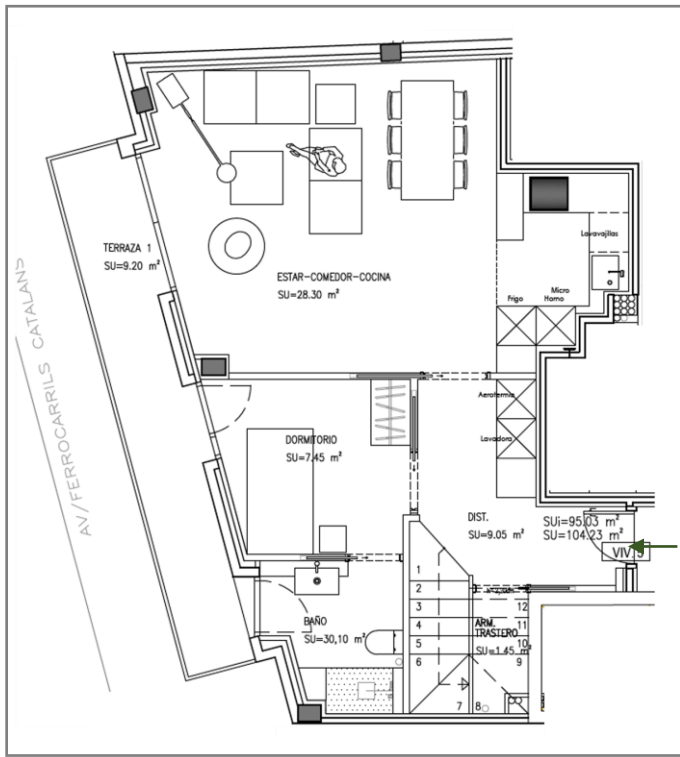 TERRAZA 1
SU=9.20 m²
ESTAR-COMEDOR-COCINA
SU=28.30 m²
Lavavajillas
Frigo
Micro
Horno
AV/FERROCARRILS CATALANS
Aerotermia
Lavadora
DORMITORIO
SU=7.45 m²
DIST.
SU=9.05 m²
SUi=95.03 m²
SU=104.23 m²
VIV. 5
BAÑO
SU=30,10 m²
ARM.
TRASTERO
SU=1.45 m²
1
2
3
4
5
6
7
8
9
10
11
12